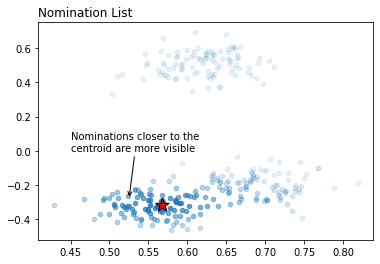 Nomination List
0.6
0.4
0.2
Nominations closer to the
centroid are more visible
0.0
−0.2
−0.4
0.45 0.50 0.55 0.60 0.65 0.70 0.75 0.80